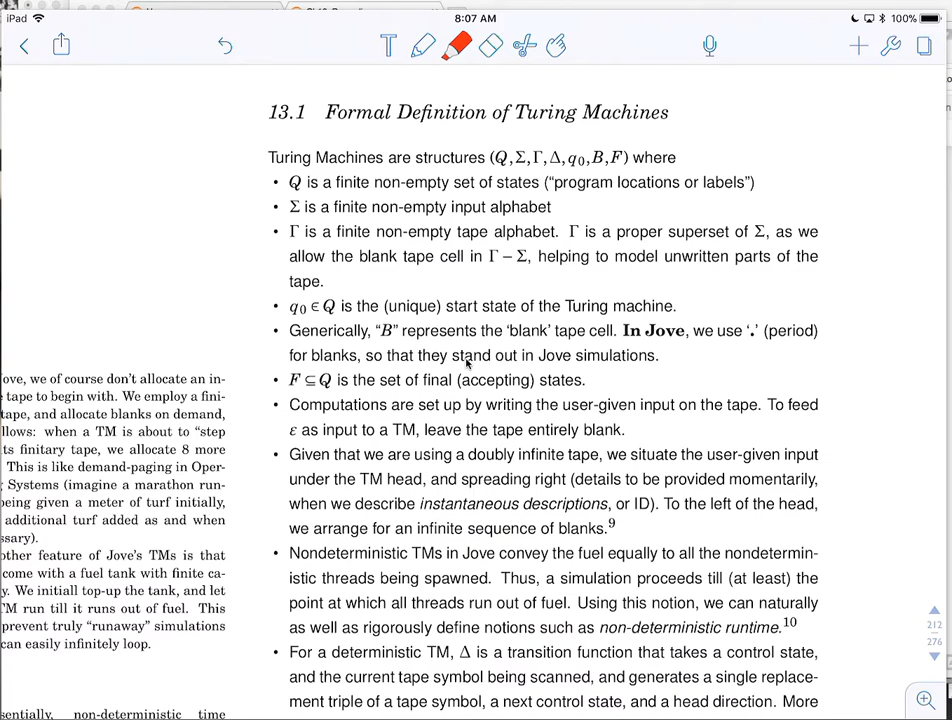 iPad
8:07 AM
100%
T
13.1 Formal Definition of Turing Machines
Turing Machines are structures (Q,Σ,Γ,Δ,q₀,B,F) where
• Q is a finite non-empty set of states (“program locations or labels”)
• Σ is a finite non-empty input alphabet
• Γ is a finite non-empty tape alphabet. Γ is a proper superset of Σ, as we
allow the blank tape cell in Γ − Σ, helping to model unwritten parts of the
tape.
• q₀ ∈ Q is the (unique) start state of the Turing machine.
• Generically, “B” represents the ‘blank’ tape cell. In Jove, we use ‘.’ (period)
for blanks, so that they stand out in Jove simulations.
• F ⊆ Q is the set of final (accepting) states.
• Computations are set up by writing the user-given input on the tape. To feed
ε as input to a TM, leave the tape entirely blank.
• Given that we are using a doubly infinite tape, we situate the user-given input
under the TM head, and spreading right (details to be provided momentarily,
when we describe instantaneous descriptions, or ID). To the left of the head,
we arrange for an infinite sequence of blanks.⁹
• Nondeterministic TMs in Jove convey the fuel equally to all the nondetermin-
istic threads being spawned. Thus, a simulation proceeds till (at least) the
point at which all threads run out of fuel. Using this notion, we can naturally
as well as rigorously define notions such as non-deterministic runtime.¹⁰
• For a deterministic TM, Δ is a transition function that takes a control state,
and the current tape symbol being scanned, and generates a single replace-
ment triple of a tape symbol, a next control state, and a head direction. More
ove, we of course don’t allocate an in-
tape to begin with. We employ a fini-
tape, and allocate blanks on demand,
llows: when a TM is about to “step
ts finitary tape, we allocate 8 more
This is like demand-paging in Oper-
Systems (imagine a marathon run-
being given a meter of turf initially,
additional turf added as and when
ssary).
other feature of Jove’s TMs is that
come with a fuel tank with finite ca-
y. We initiall top-up the tank, and let
TM run till it runs out of fuel. This
prevent truly “runaway” simulations
can easily infinitely loop.
sentially, non-deterministic time
212
276